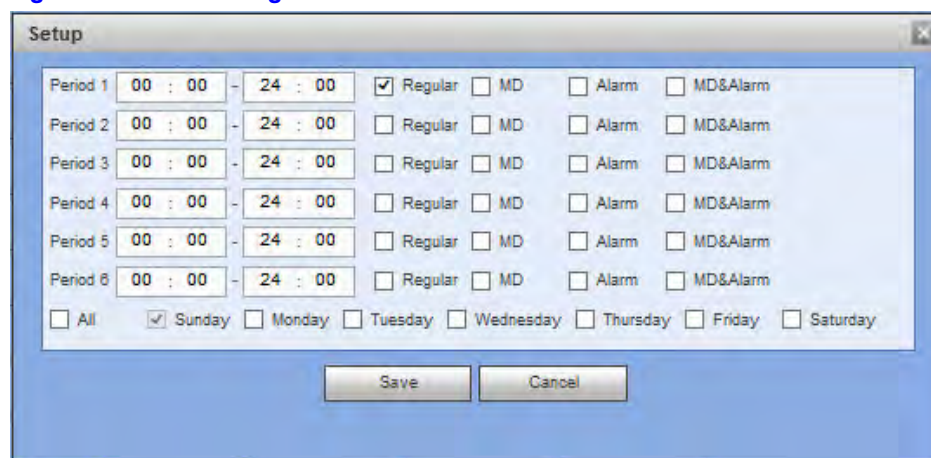 Setup
Period 1 00 : 00 - 24 : 00 Regular MD Alarm MD&Alarm
Period 2 00 : 00 - 24 : 00 Regular MD Alarm MD&Alarm
Period 3 00 : 00 - 24 : 00 Regular MD Alarm MD&Alarm
Period 4 00 : 00 - 24 : 00 Regular MD Alarm MD&Alarm
Period 5 00 : 00 - 24 : 00 Regular MD Alarm MD&Alarm
Period 6 00 : 00 - 24 : 00 Regular MD Alarm MD&Alarm
All Sunday Monday Tuesday Wednesday Thursday Friday Saturday
Save Cancel